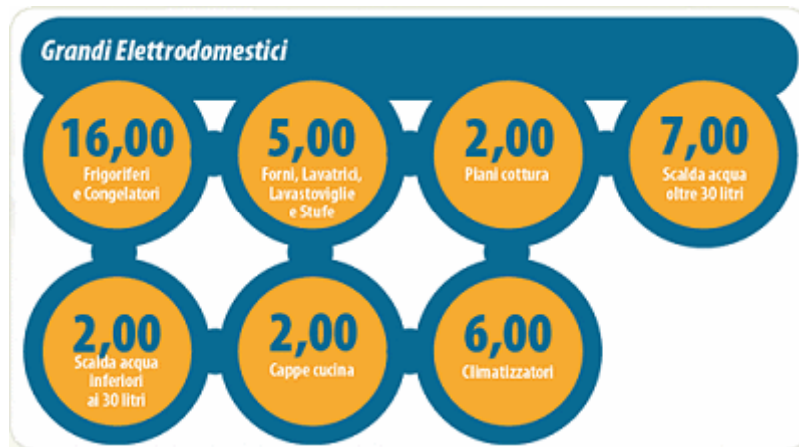 Grandi Elettrodomestici
16,00
Frigoriferi
e Congelatori
5,00
Forni, Lavatrici,
Lavastoviglie
e Stufe
2,00
Piani cottura
7,00
Scalda acqua
oltre 30 litri
2,00
Scalda acqua
inferiori
ai 30 litri
2,00
Cappe cucina
6,00
Climatizzatori